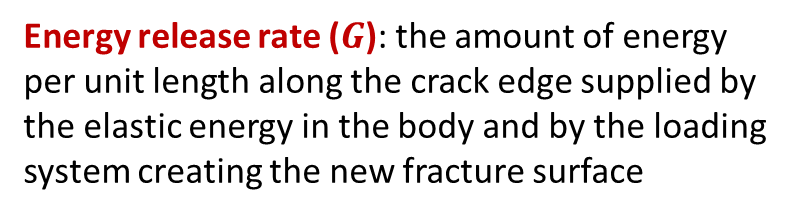 Energy release rate (G): the amount of energy
per unit length along the crack edge supplied by
the elastic energy in the body and by the loading
system creating the new fracture surface